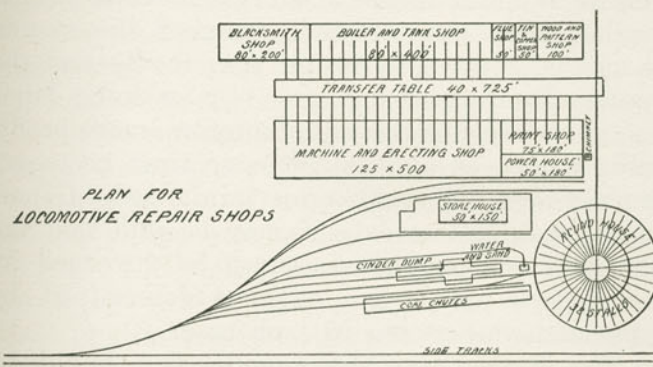 BLACKSMITH
SHOP
80' x 200'
BOILER AND TANK SHOP
80' x 400'
FLUE
SHOP
50'
TIN
&
SHOP
50'
WOOD AND
PATTERN
SHOP
100'
TRANSFER TABLE 40 x 725'
MACHINE AND ERECTING SHOP
125 x 500
PAINT SHOP
75' x 180'
POWER HOUSE
50' x 180'
CHIMNEY
PLAN FOR
LOCOMOTIVE REPAIR SHOPS
STORE HOUSE
50' x 150'
WATER
AND SAND
CINDER DUMP
COAL CHUTES
ROUND HOUSE
38 STALLS
SIDE TRACKS